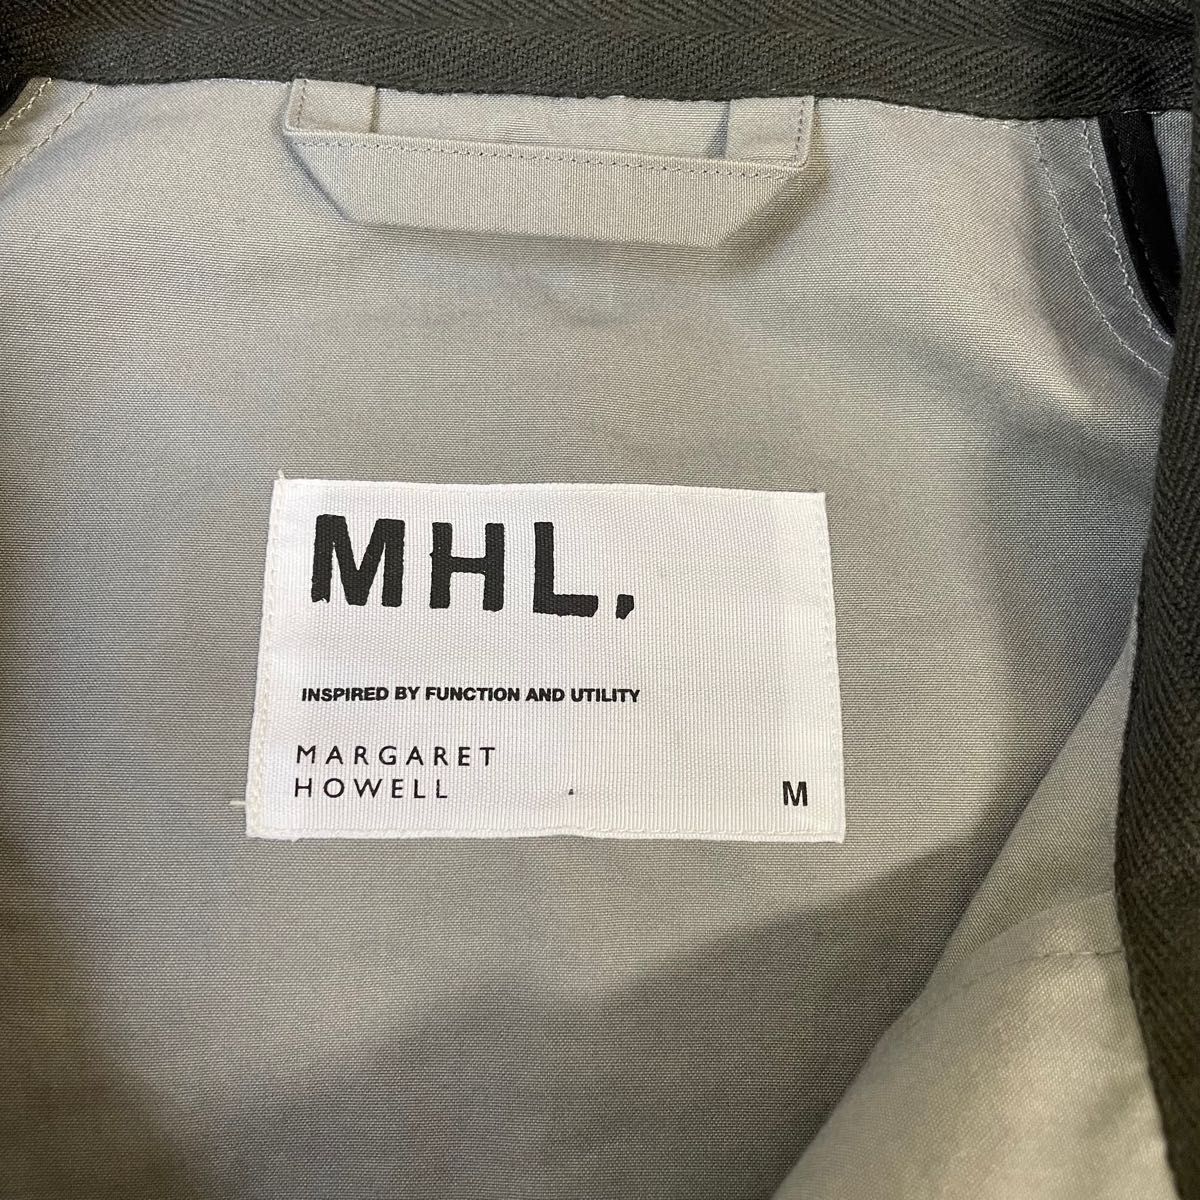 MHL.
INSPIRED BY FUNCTION AND UTILITY
MARGARET
HOWELL
M